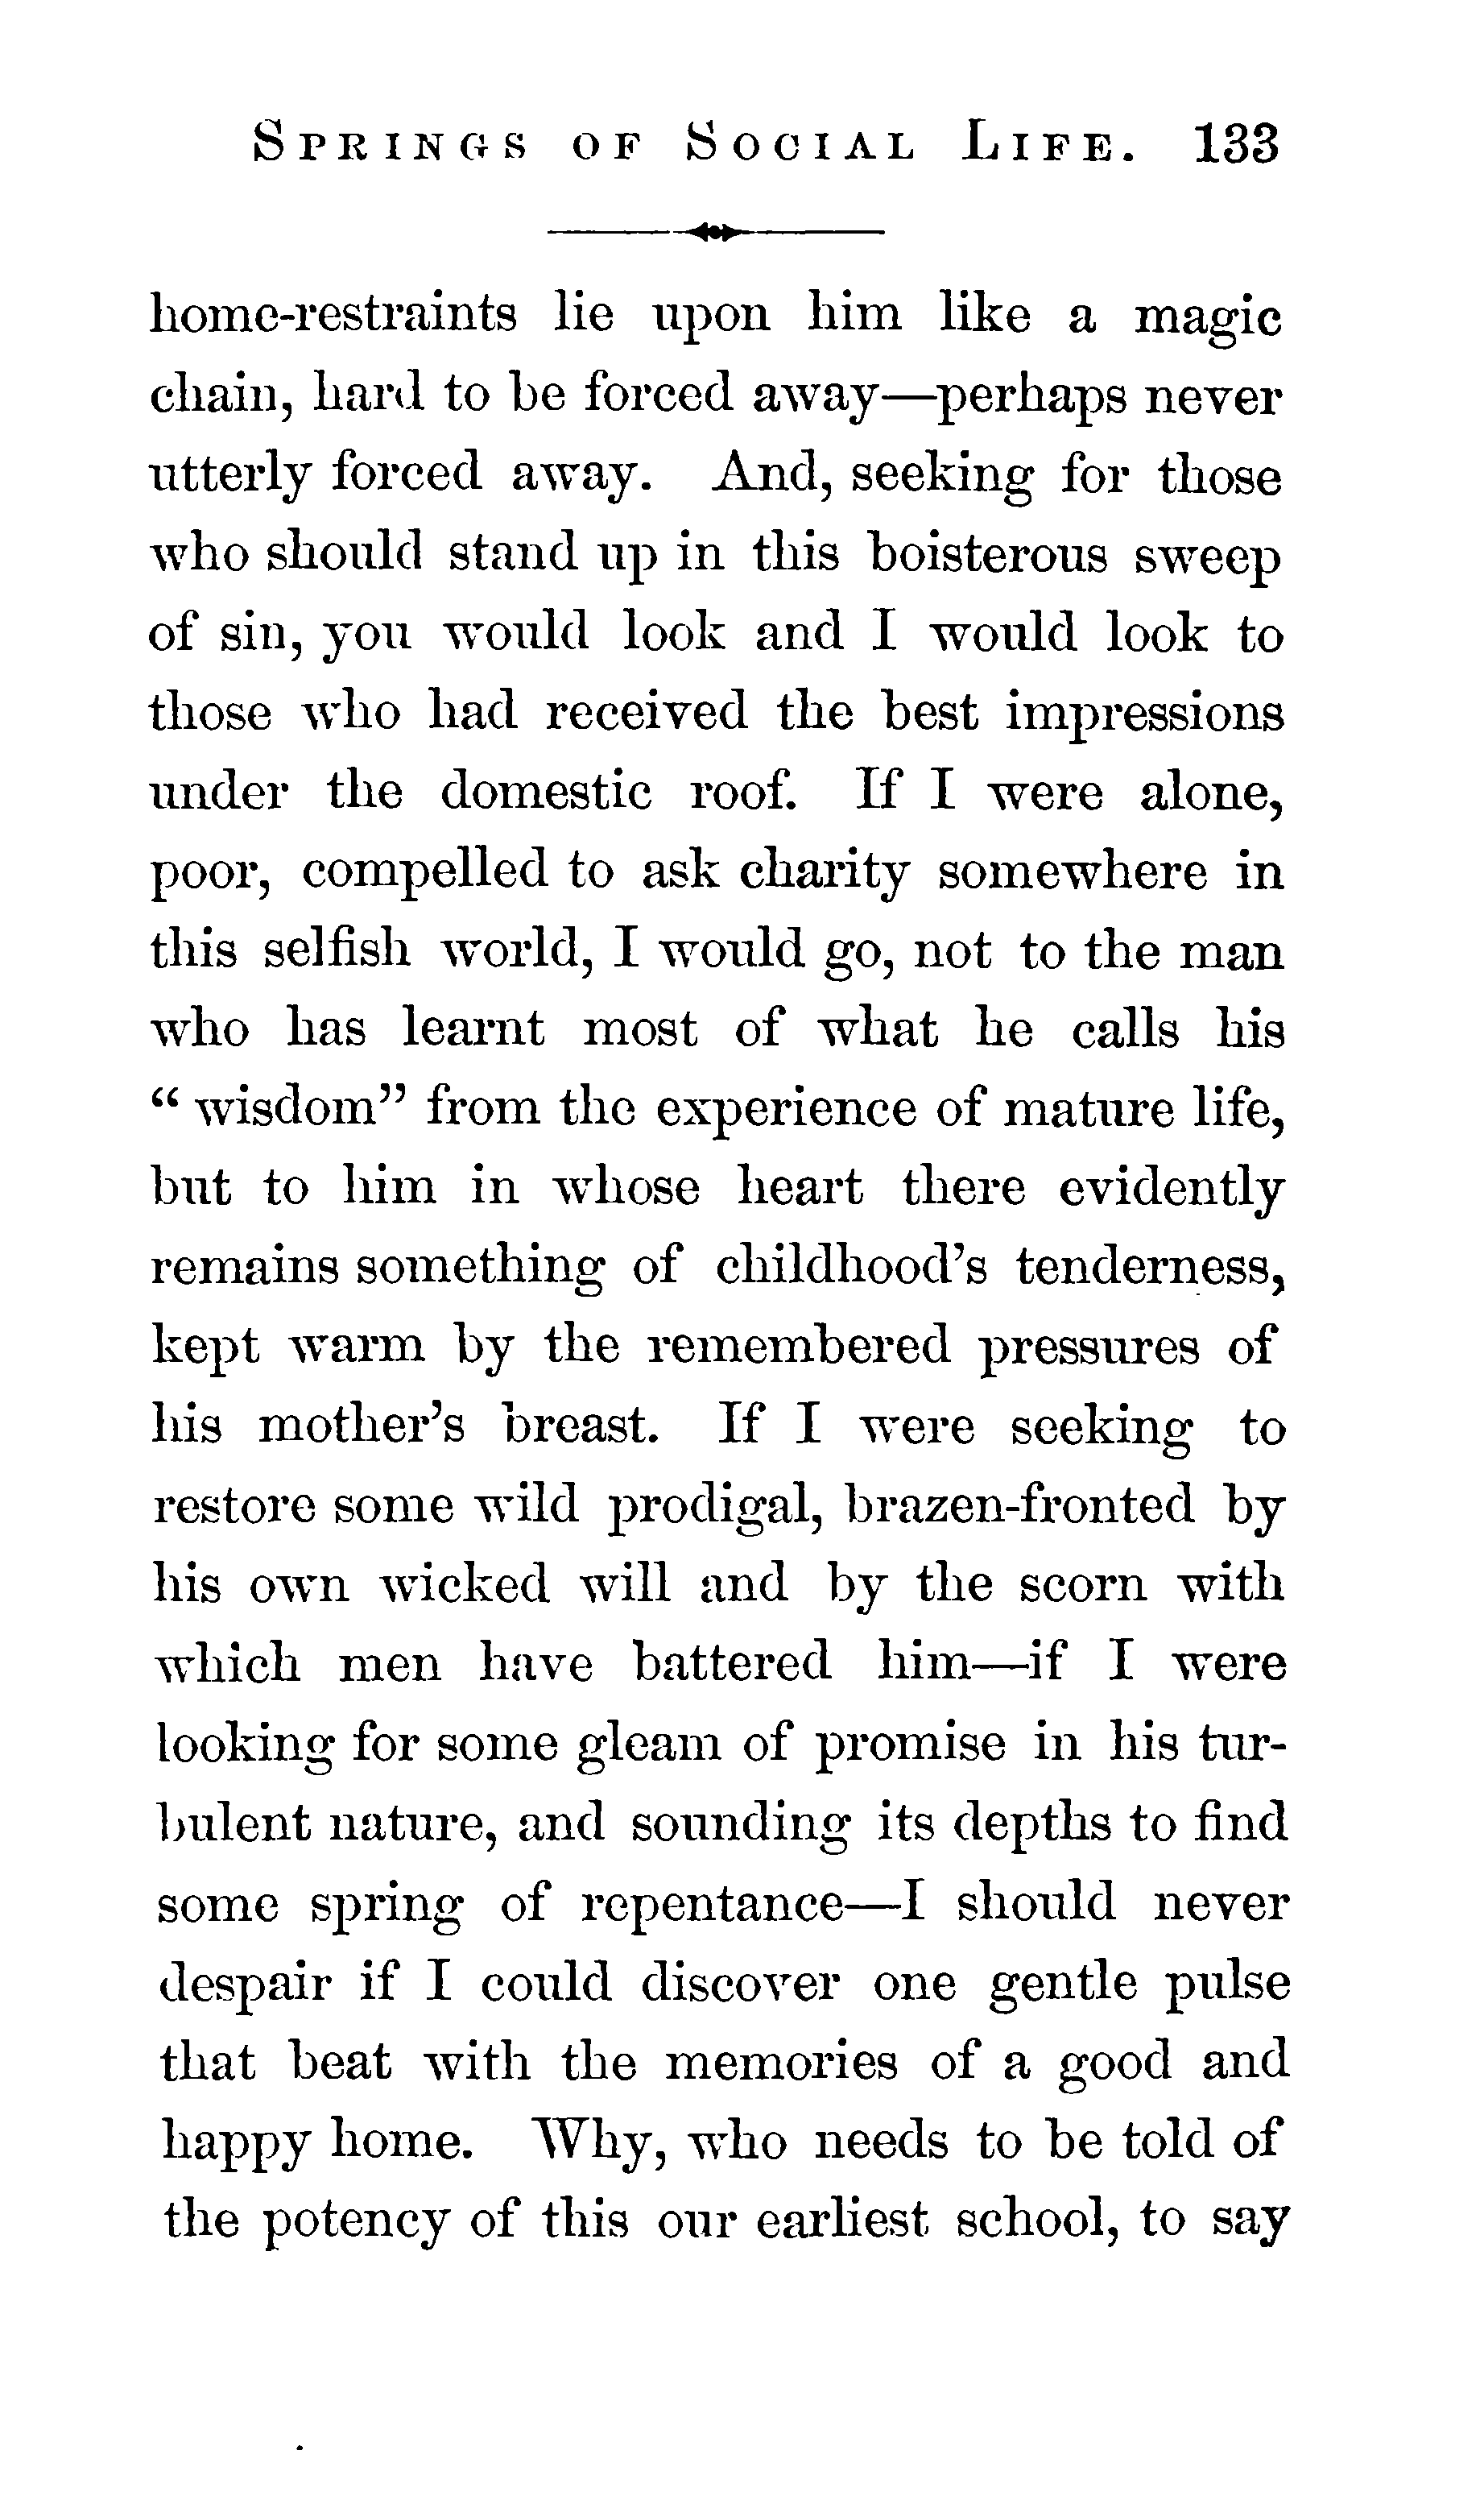 SPRINGS OF SOCIAL LIFE. 133
home-restraints lie upon him like a magic
chain, hard to be forced away—perhaps never
utterly forced away. And, seeking for those
who should stand up in this boisterous sweep
of sin, you would look and I would look to
those who had received the best impressions
under the domestic roof. If I were alone,
poor, compelled to ask charity somewhere in
this selfish world, I would go, not to the man
who has learnt most of what he calls his
“ wisdom” from the experience of mature life,
but to him in whose heart there evidently
remains something of childhood’s tenderness,
kept warm by the remembered pressures of
his mother’s breast. If I were seeking to
restore some wild prodigal, brazen-fronted by
his own wicked will and by the scorn with
which men have battered him—if I were
looking for some gleam of promise in his tur-
bulent nature, and sounding its depths to find
some spring of repentance—I should never
despair if I could discover one gentle pulse
that beat with the memories of a good and
happy home. Why, who needs to be told of
the potency of this our earliest school, to say